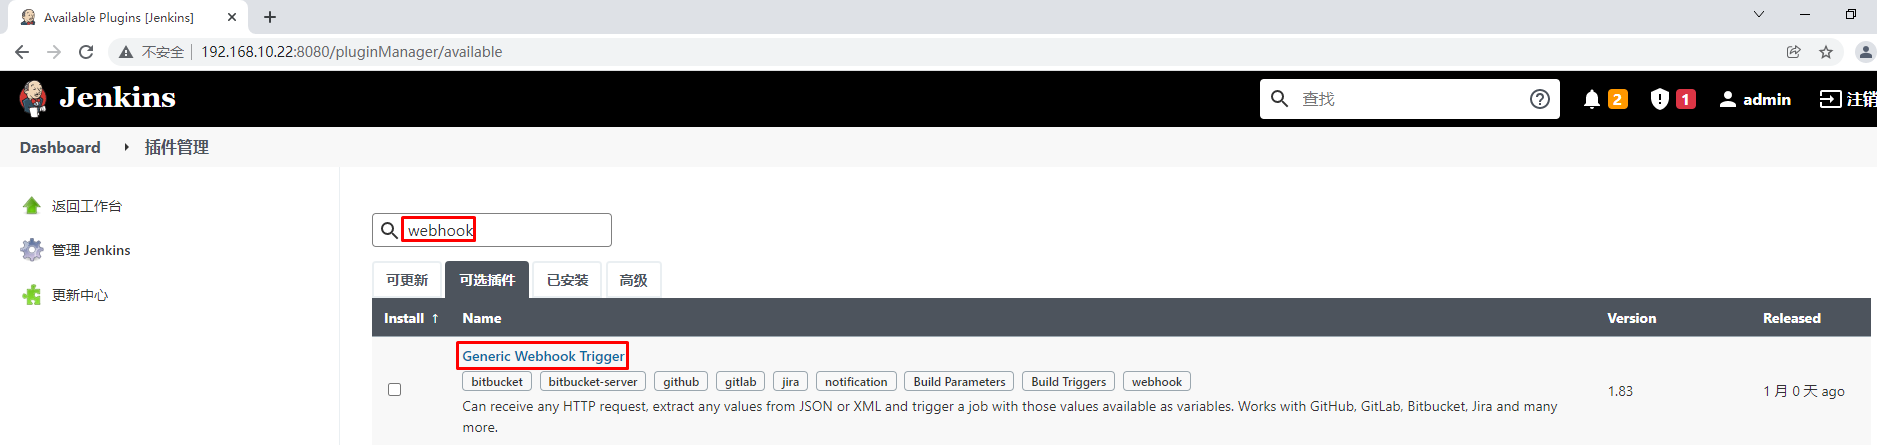 Available Plugins [Jenkins]
不安全 192.168.10.22:8080/pluginManager/available
Jenkins
查找
2
1
admin
注销
Dashboard
插件管理
返回工作台
管理 Jenkins
更新中心
webhook
可更新
可选插件
已安装
高级
Install ↑ Name Version Released
Generic Webhook Trigger
bitbucket bitbucket-server github gitlab jira notification Build Parameters Build Triggers webhook
Can receive any HTTP request, extract any values from JSON or XML and trigger a job with those values available as variables. Works with GitHub, GitLab, Bitbucket, Jira and many
more.
1.83
1 月 0 天 ago